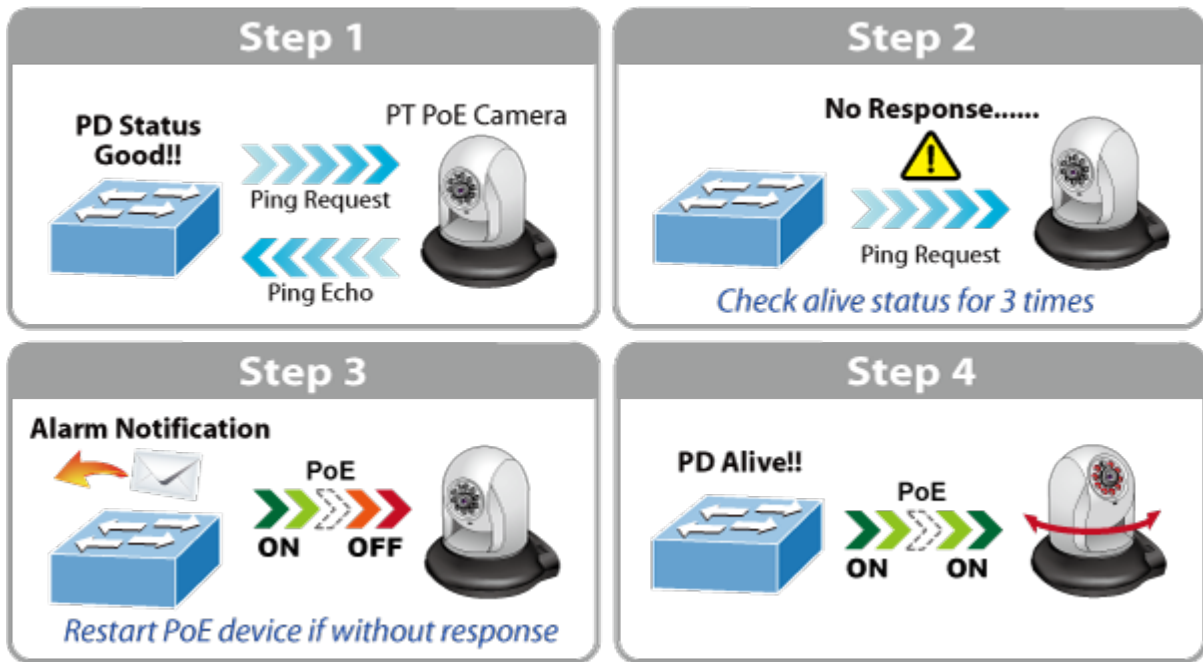 Step 1
PD Status
Good!!
PT PoE Camera
Ping Request
Ping Echo
Step 2
No Response......
Ping Request
Check alive status for 3 times
Step 3
Alarm Notification
PoE
ON OFF
Restart PoE device if without response
Step 4
PD Alive!!
PoE
ON ON